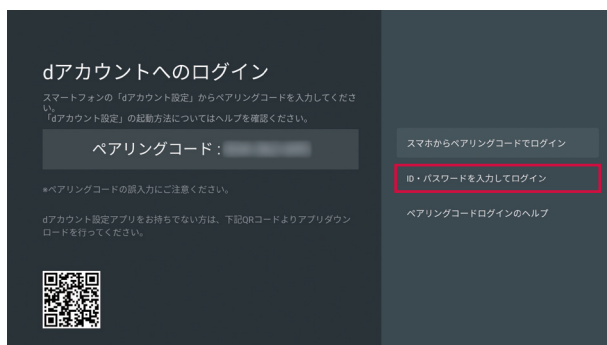 dアカウントへのログイン
スマートフォンの「dアカウント設定」からペアリングコードを入力してくださ
い。
「dアカウント設定」の起動方法についてはヘルプを確認ください。
ペアリングコード :
※ペアリングコードの誤入力にご注意ください。
dアカウント設定アプリをお持ちでない方は、下記QRコードよりアプリダウン
ロードを行ってください。
スマホからペアリングコードでログイン
ID・パスワードを入力してログイン
ペアリングコードログインのヘルプ